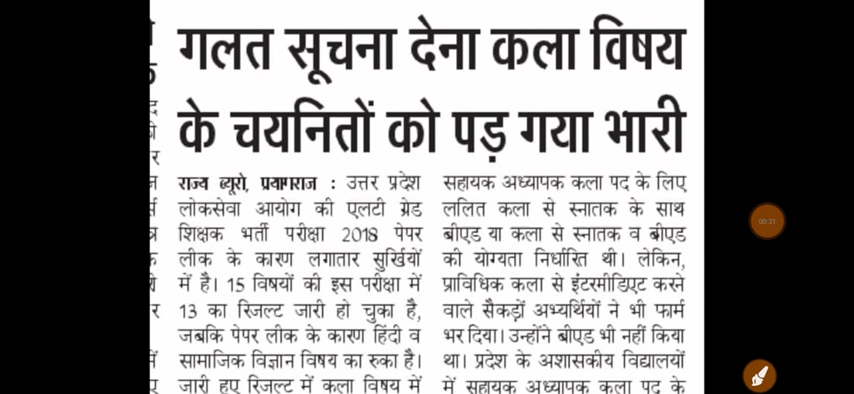 गलत सूचना देना कला विषय
के चयनितों को पड़ गया भारी
राज्य ब्यूरो, प्रयागराज : उत्तर प्रदेश
लोकसेवा आयोग की एलटी ग्रेड
शिक्षक भर्ती परीक्षा 2018 पेपर
लीक के कारण लगातार सुर्खियों
में है। 15 विषयों की इस परीक्षा में
13 का रिजल्ट जारी हो चुका है,
जबकि पेपर लीक के कारण हिंदी व
सामाजिक विज्ञान विषय का रुका है।
जारी हुए रिजल्ट में कला विषय में
सहायक अध्यापक कला पद के लिए
ललित कला से स्नातक के साथ
बीएड या कला से स्नातक व बीएड
की योग्यता निर्धारित थी। लेकिन,
प्राविधिक कला से इंटरमीडिएट करने
वाले सैकड़ों अभ्यर्थियों ने भी फार्म
भर दिया। उन्होंने बीएड भी नहीं किया
था। प्रदेश के अशासकीय विद्यालयों
में सहायक अध्यापक कला पद के
00:31